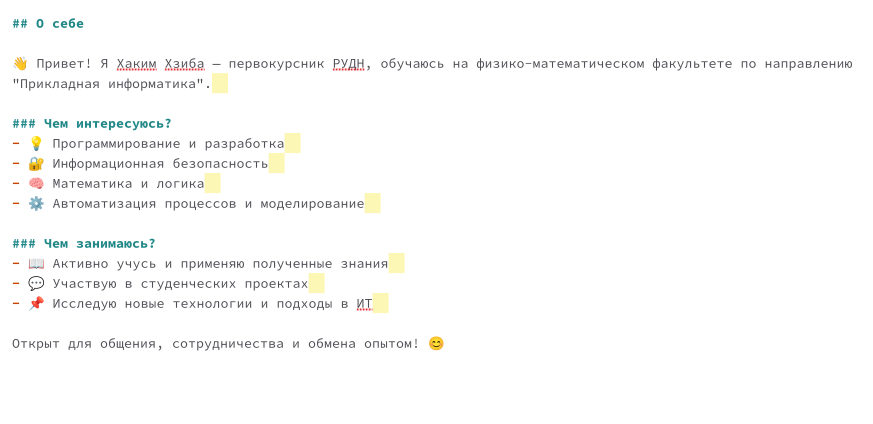 ## О себе
👋 Привет! Я Хаким Хзиба — первокурсник РУДН, обучаюсь на физико-математическом факультете по направлению
"Прикладная информатика".
### Чем интересуюсь?
- 💡 Программирование и разработка
- 🔐 Информационная безопасность
- 🧠 Математика и логика
- ⚙️ Автоматизация процессов и моделирование
### Чем занимаюсь?
- 📖 Активно учусь и применяю полученные знания
- 💬 Участвую в студенческих проектах
- 📌 Исследую новые технологии и подходы в ИТ
Открыт для общения, сотрудничества и обмена опытом! 😊